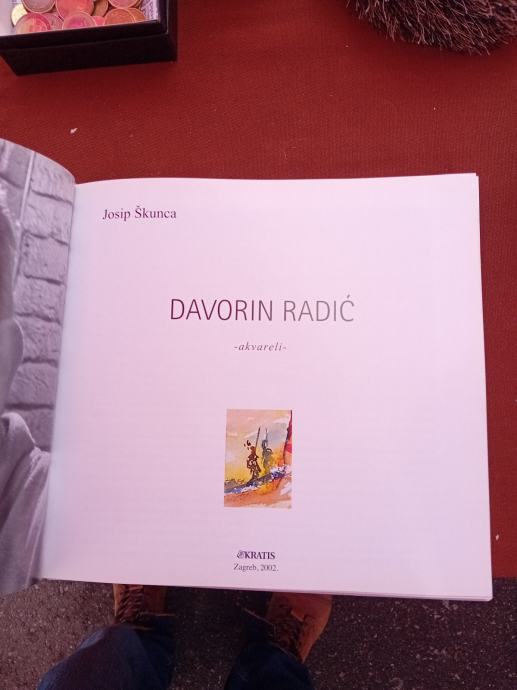 Josip Škunca
DAVORIN RADIĆ
-akvareli-
KRATIS
Zagreb, 2002.